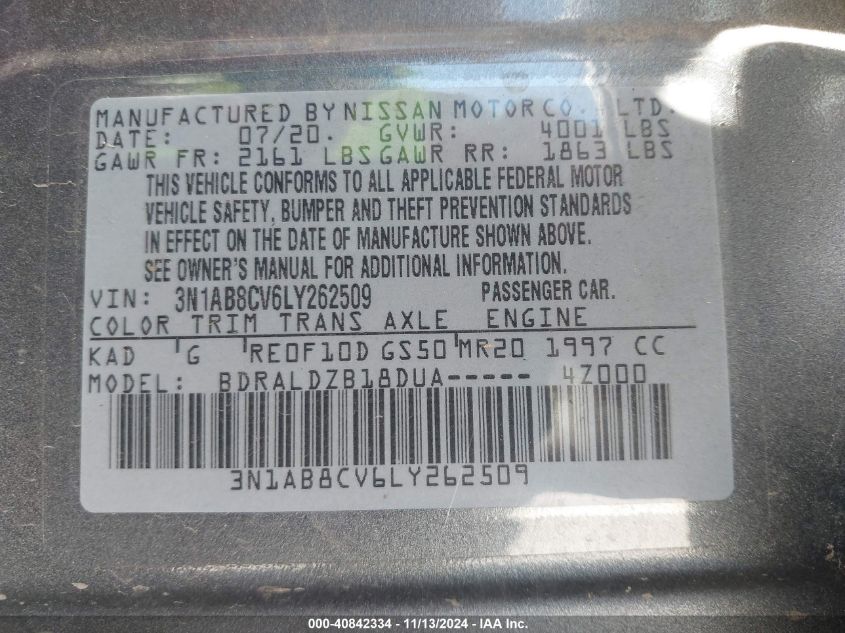 MANUFACTURED BY NISSAN MOTOR CO., LTD.
DATE: 07/20. GVWR: 4001 LBS
GAWR FR: 2161 LBS GAWR RR: 1863 LBS
THIS VEHICLE CONFORMS TO ALL APPLICABLE FEDERAL MOTOR
VEHICLE SAFETY, BUMPER AND THEFT PREVENTION STANDARDS
IN EFFECT ON THE DATE OF MANUFACTURE SHOWN ABOVE.
SEE OWNER'S MANUAL FOR ADDITIONAL INFORMATION.
VIN: 3N1AB8CV6LY262509 PASSENGER CAR.
COLOR TRIM TRANS AXLE ENGINE
KAD G RE0F10D GS50 MR20 1997 CC
MODEL: BDRALDZB18DUA----- 4Z000
3N1AB8CV6LY262509
000-40842334 - 11/13/2024 - IAA Inc.